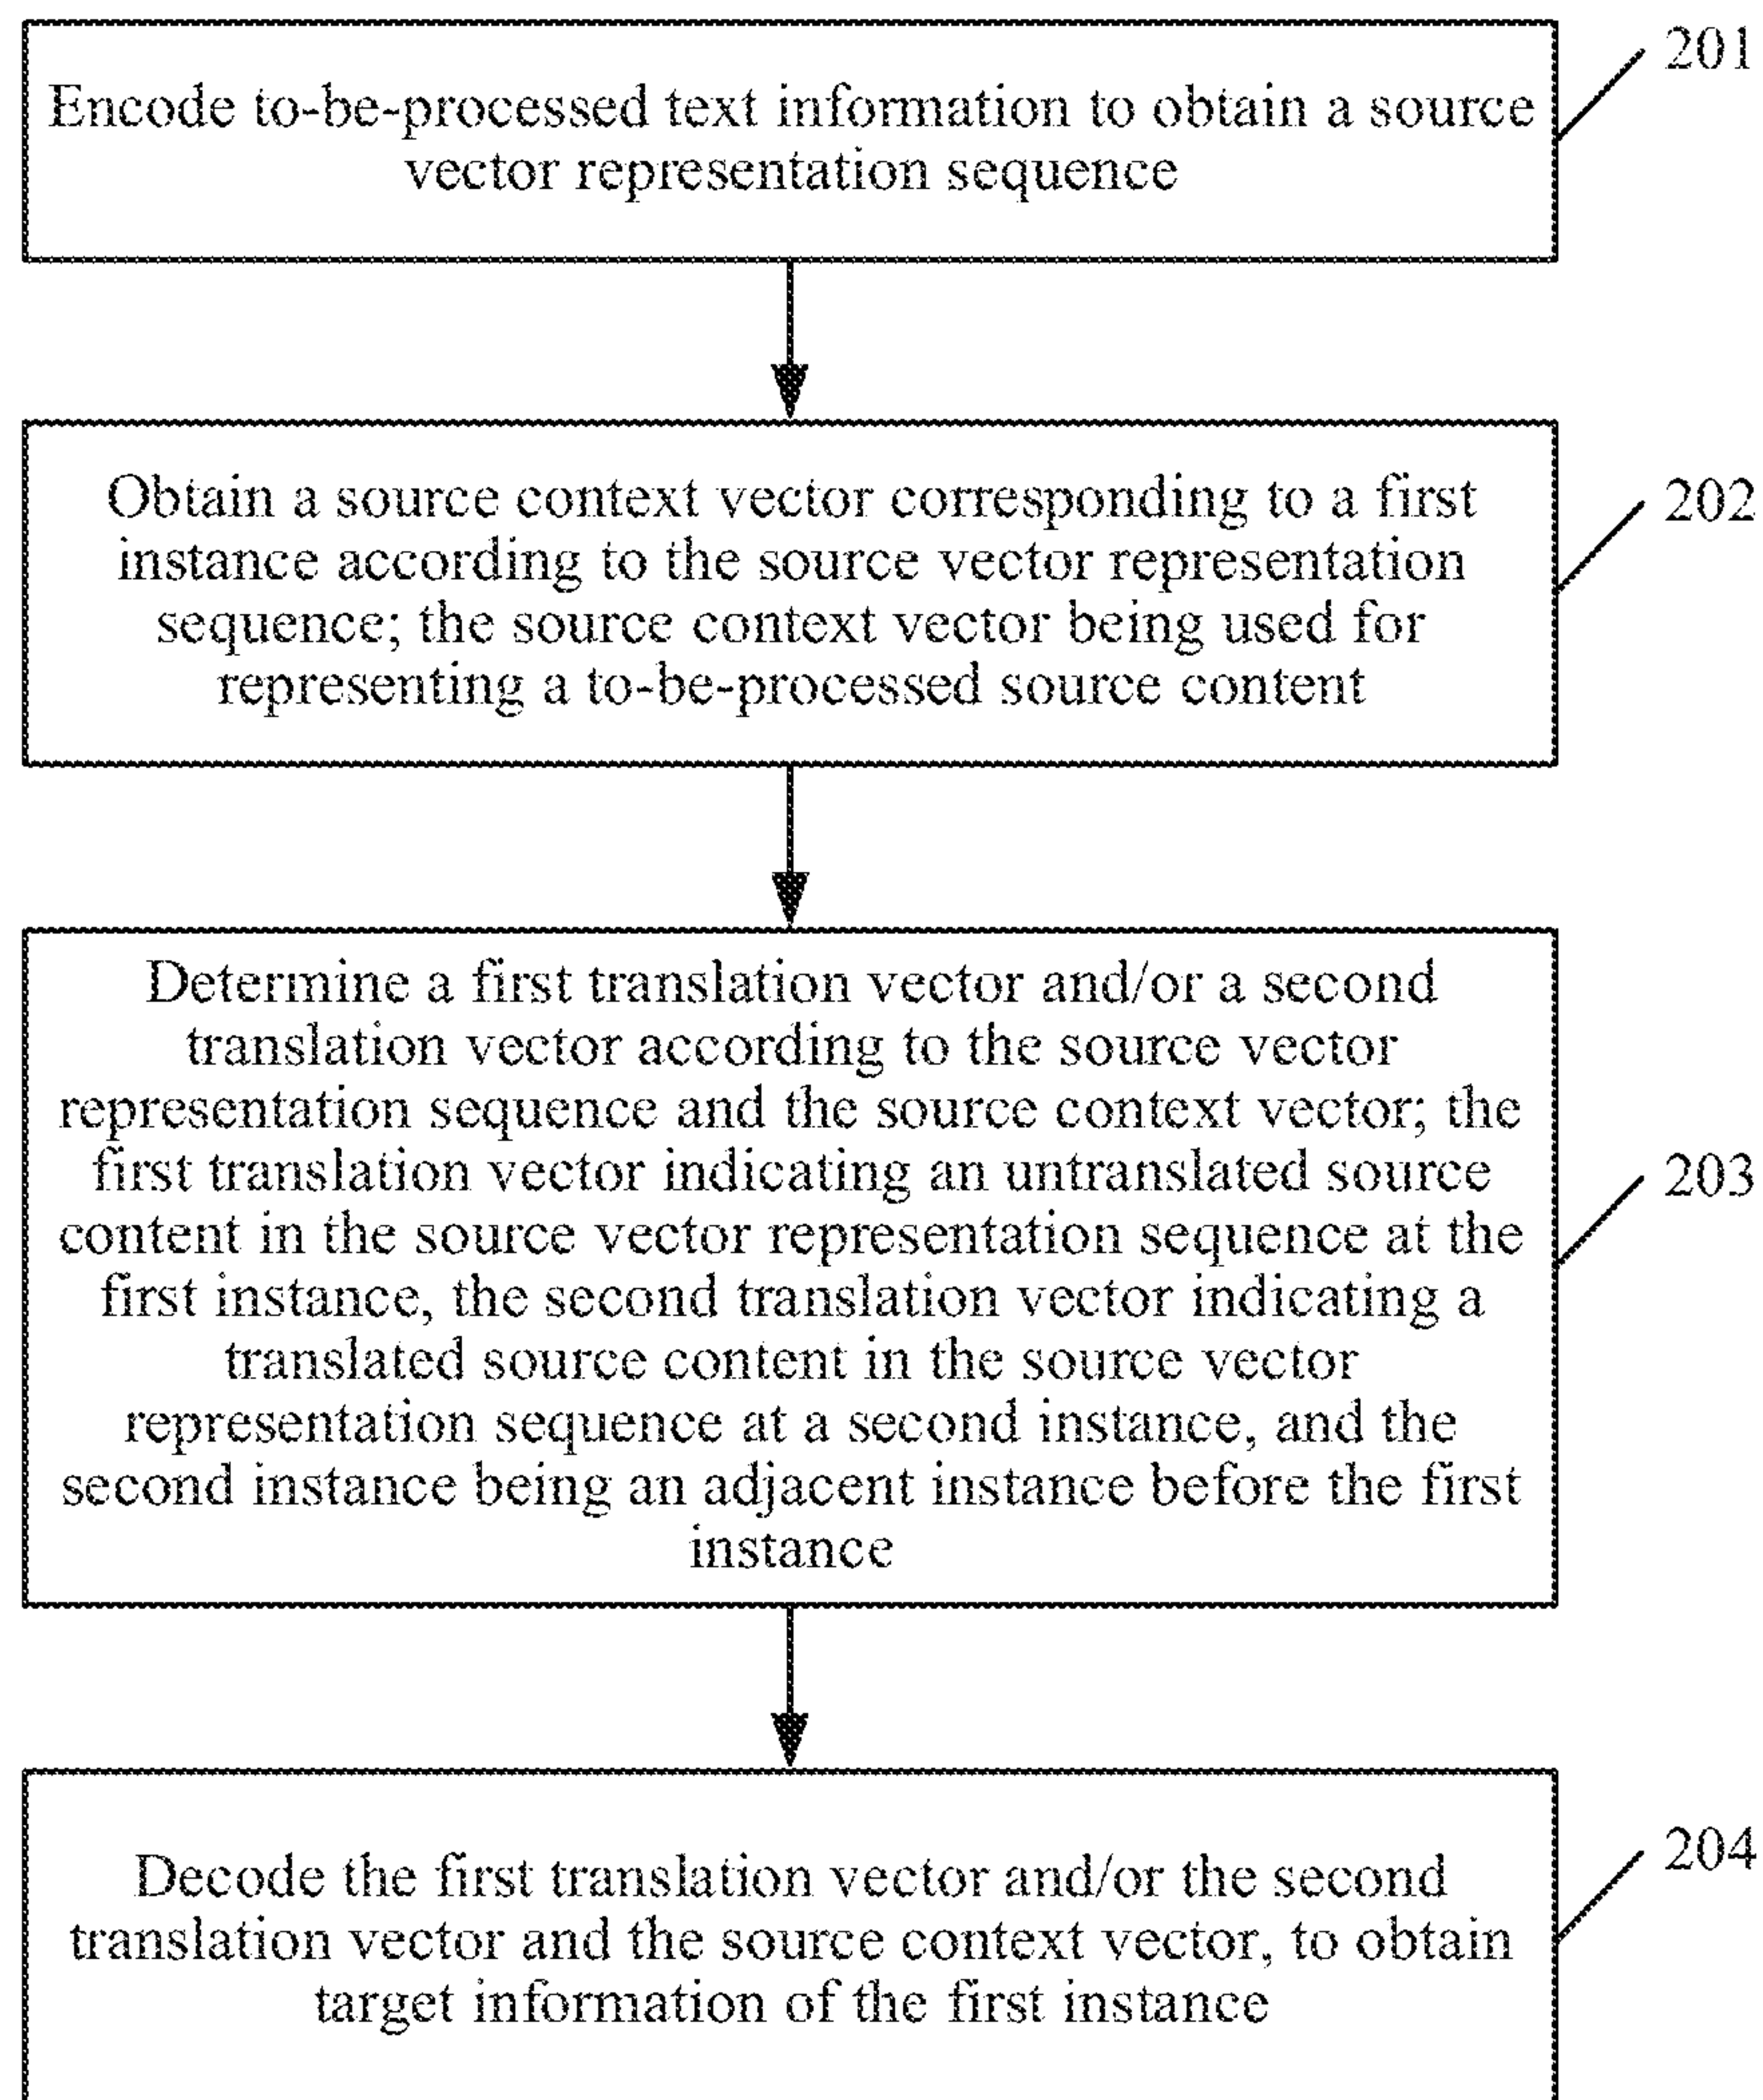 201
Encode to-be-processed text information to obtain a source
vector representation sequence
202
Obtain a source context vector corresponding to a first
instance according to the source vector representation
sequence; the source context vector being used for
representing a to-be-processed source content
203
Determine a first translation vector and/or a second
translation vector according to the source vector
representation sequence and the source context vector; the
first translation vector indicating an untranslated source
content in the source vector representation sequence at the
first instance, the second translation vector indicating a
translated source content in the source vector
representation sequence at a second instance, and the
second instance being an adjacent instance before the first
instance
204
Decode the first translation vector and/or the second
translation vector and the source context vector, to obtain
target information of the first instance